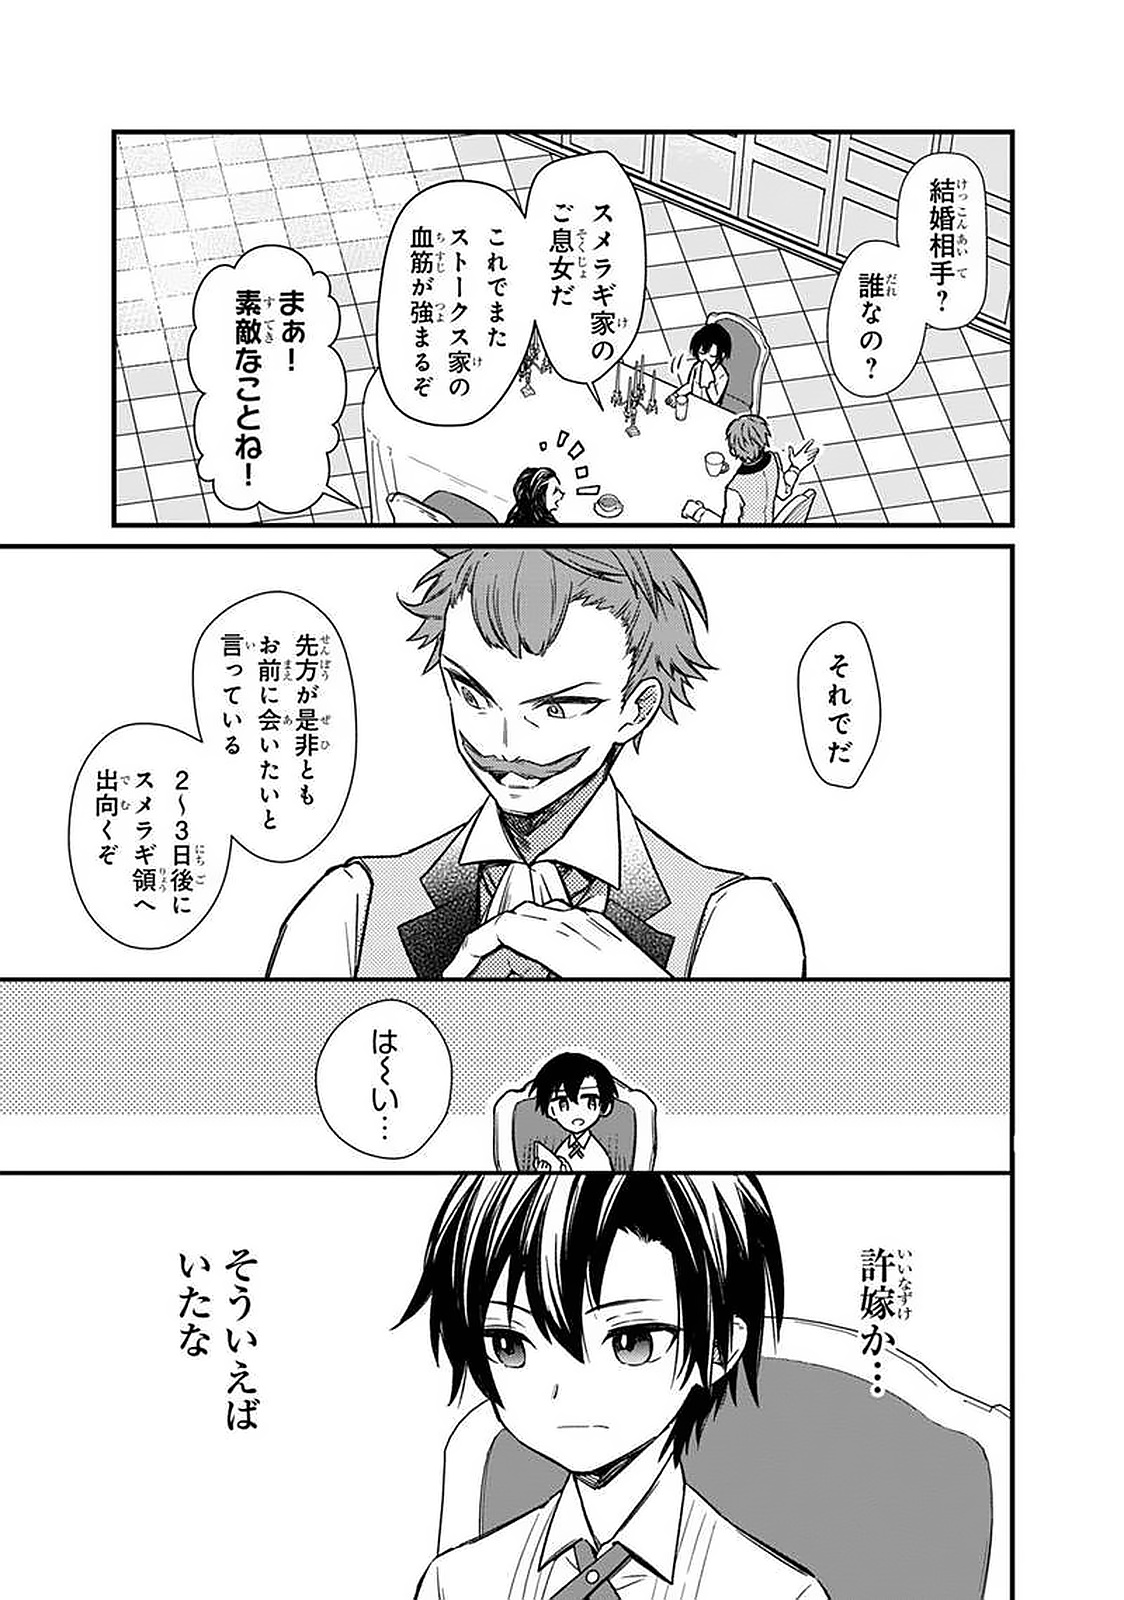 結婚相手?
誰なの?
スメラギ家の
ご息女だ
これでまた
ストークス家の
血筋が強まるぞ
まぁ!
素敵なことね!
それでだ
先方が是非とも
お前に会いたいと
言っている
2〜3日後に
スメラギ領へ
出向くぞ
は〜い…
許嫁か…
そういえば
いたな